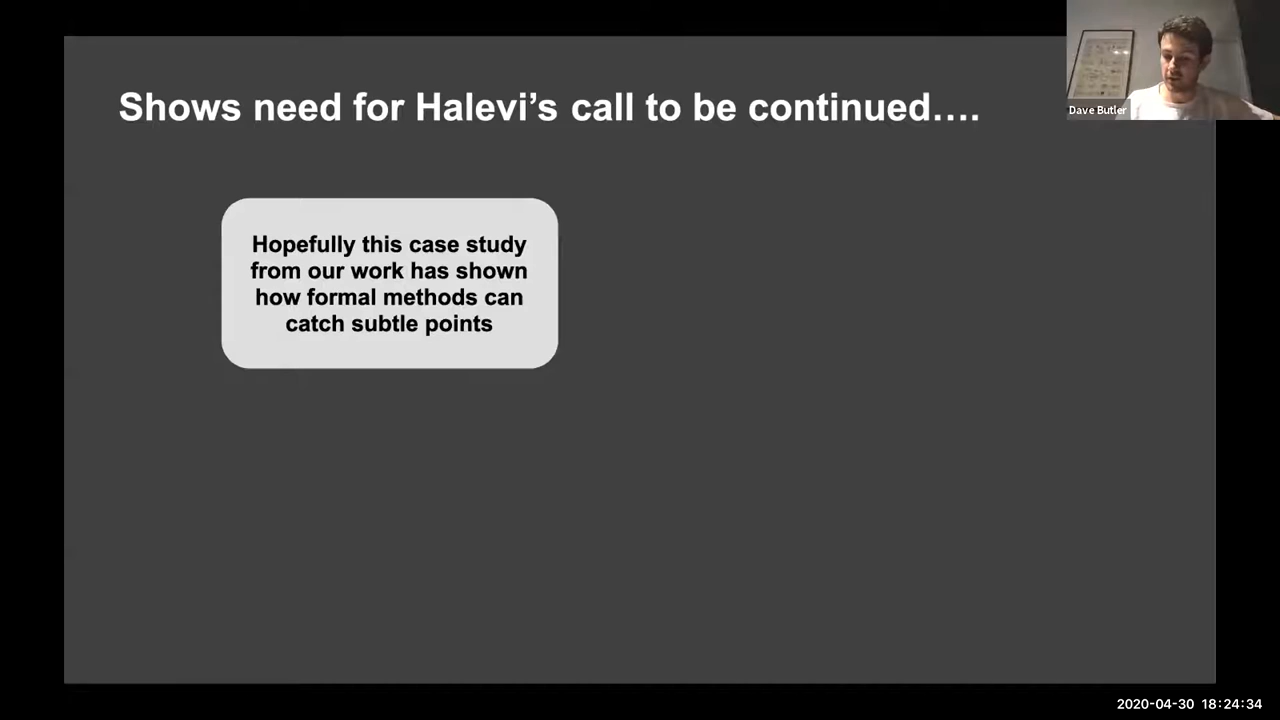 Shows need for Halevi’s call to be continued....
Dave Butler
Hopefully this case study
from our work has shown
how formal methods can
catch subtle points
2020-04-30 18:24:34